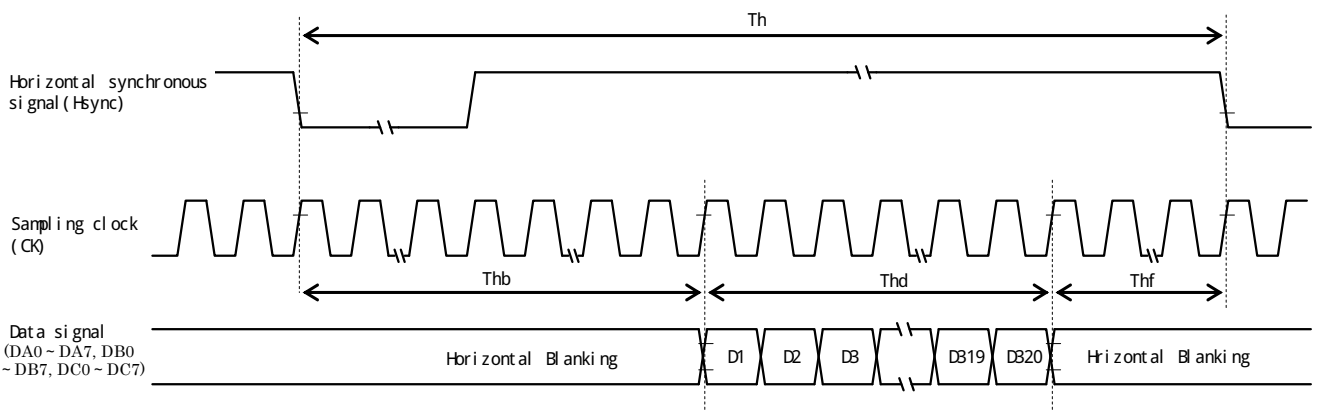 Th
Horizontal synchronous
signal(Hsync)
Sampling clock
(CK)
Thb
Thd
Thf
Data signal
(DA0～DA7, DB0
～DB7, DC0～DC7)
Horizontal Blanking
D1
D2
D3
D319
D320
Hrizontal Blanking